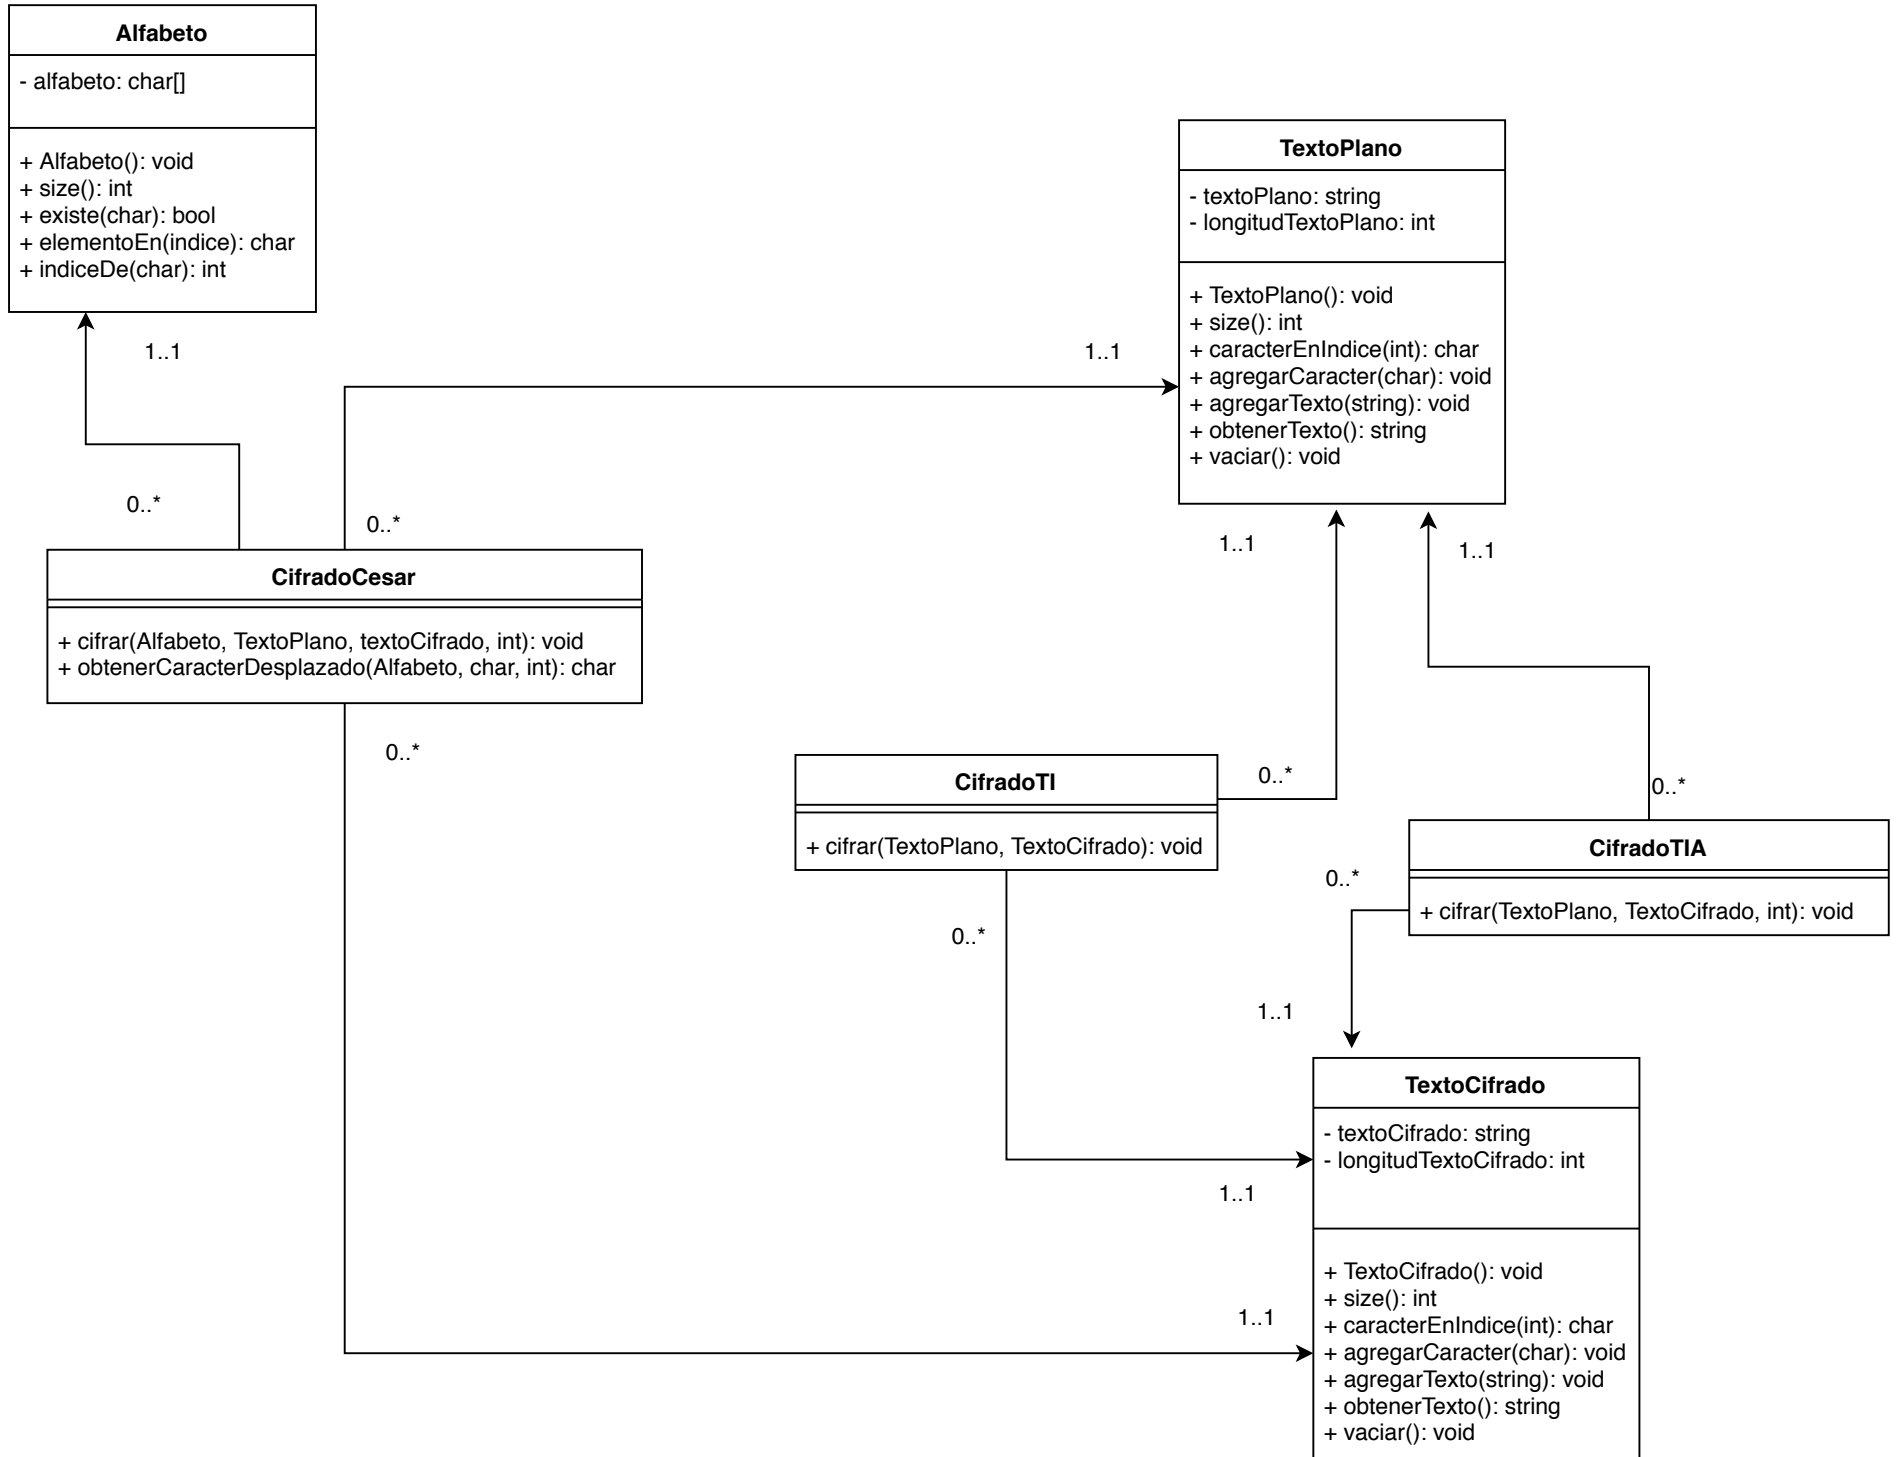 Alfabeto
- alfabeto: char[]
+ Alfabeto(): void
+ size(): int
+ existe(char): bool
+ elementoEn(indice): char
+ indiceDe(char): int
1..1
0..*
TextoPlano
- textoPlano: string
- longitudTextoPlano: int
+ TextoPlano(): void
+ size(): int
+ caracterEnIndice(int): char
+ agregarCaracter(char): void
+ agregarTexto(string): void
+ obtenerTexto(): string
+ vaciar(): void
1..1
0..*
1..1
1..1
CifradoCesar
+ cifrar(Alfabeto, TextoPlano, textoCifrado, int): void
+ obtenerCaracterDesplazado(Alfabeto, char, int): char
0..*
CifradoTI
+ cifrar(TextoPlano, TextoCifrado): void
0..*
0..*
0..*
CifradoTIA
+ cifrar(TextoPlano, TextoCifrado, int): void
0..*
1..1
TextoCifrado
- textoCifrado: string
- longitudTextoCifrado: int
+ TextoCifrado(): void
+ size(): int
+ caracterEnIndice(int): char
+ agregarCaracter(char): void
+ agregarTexto(string): void
+ obtenerTexto(): string
+ vaciar(): void
1..1
1..1